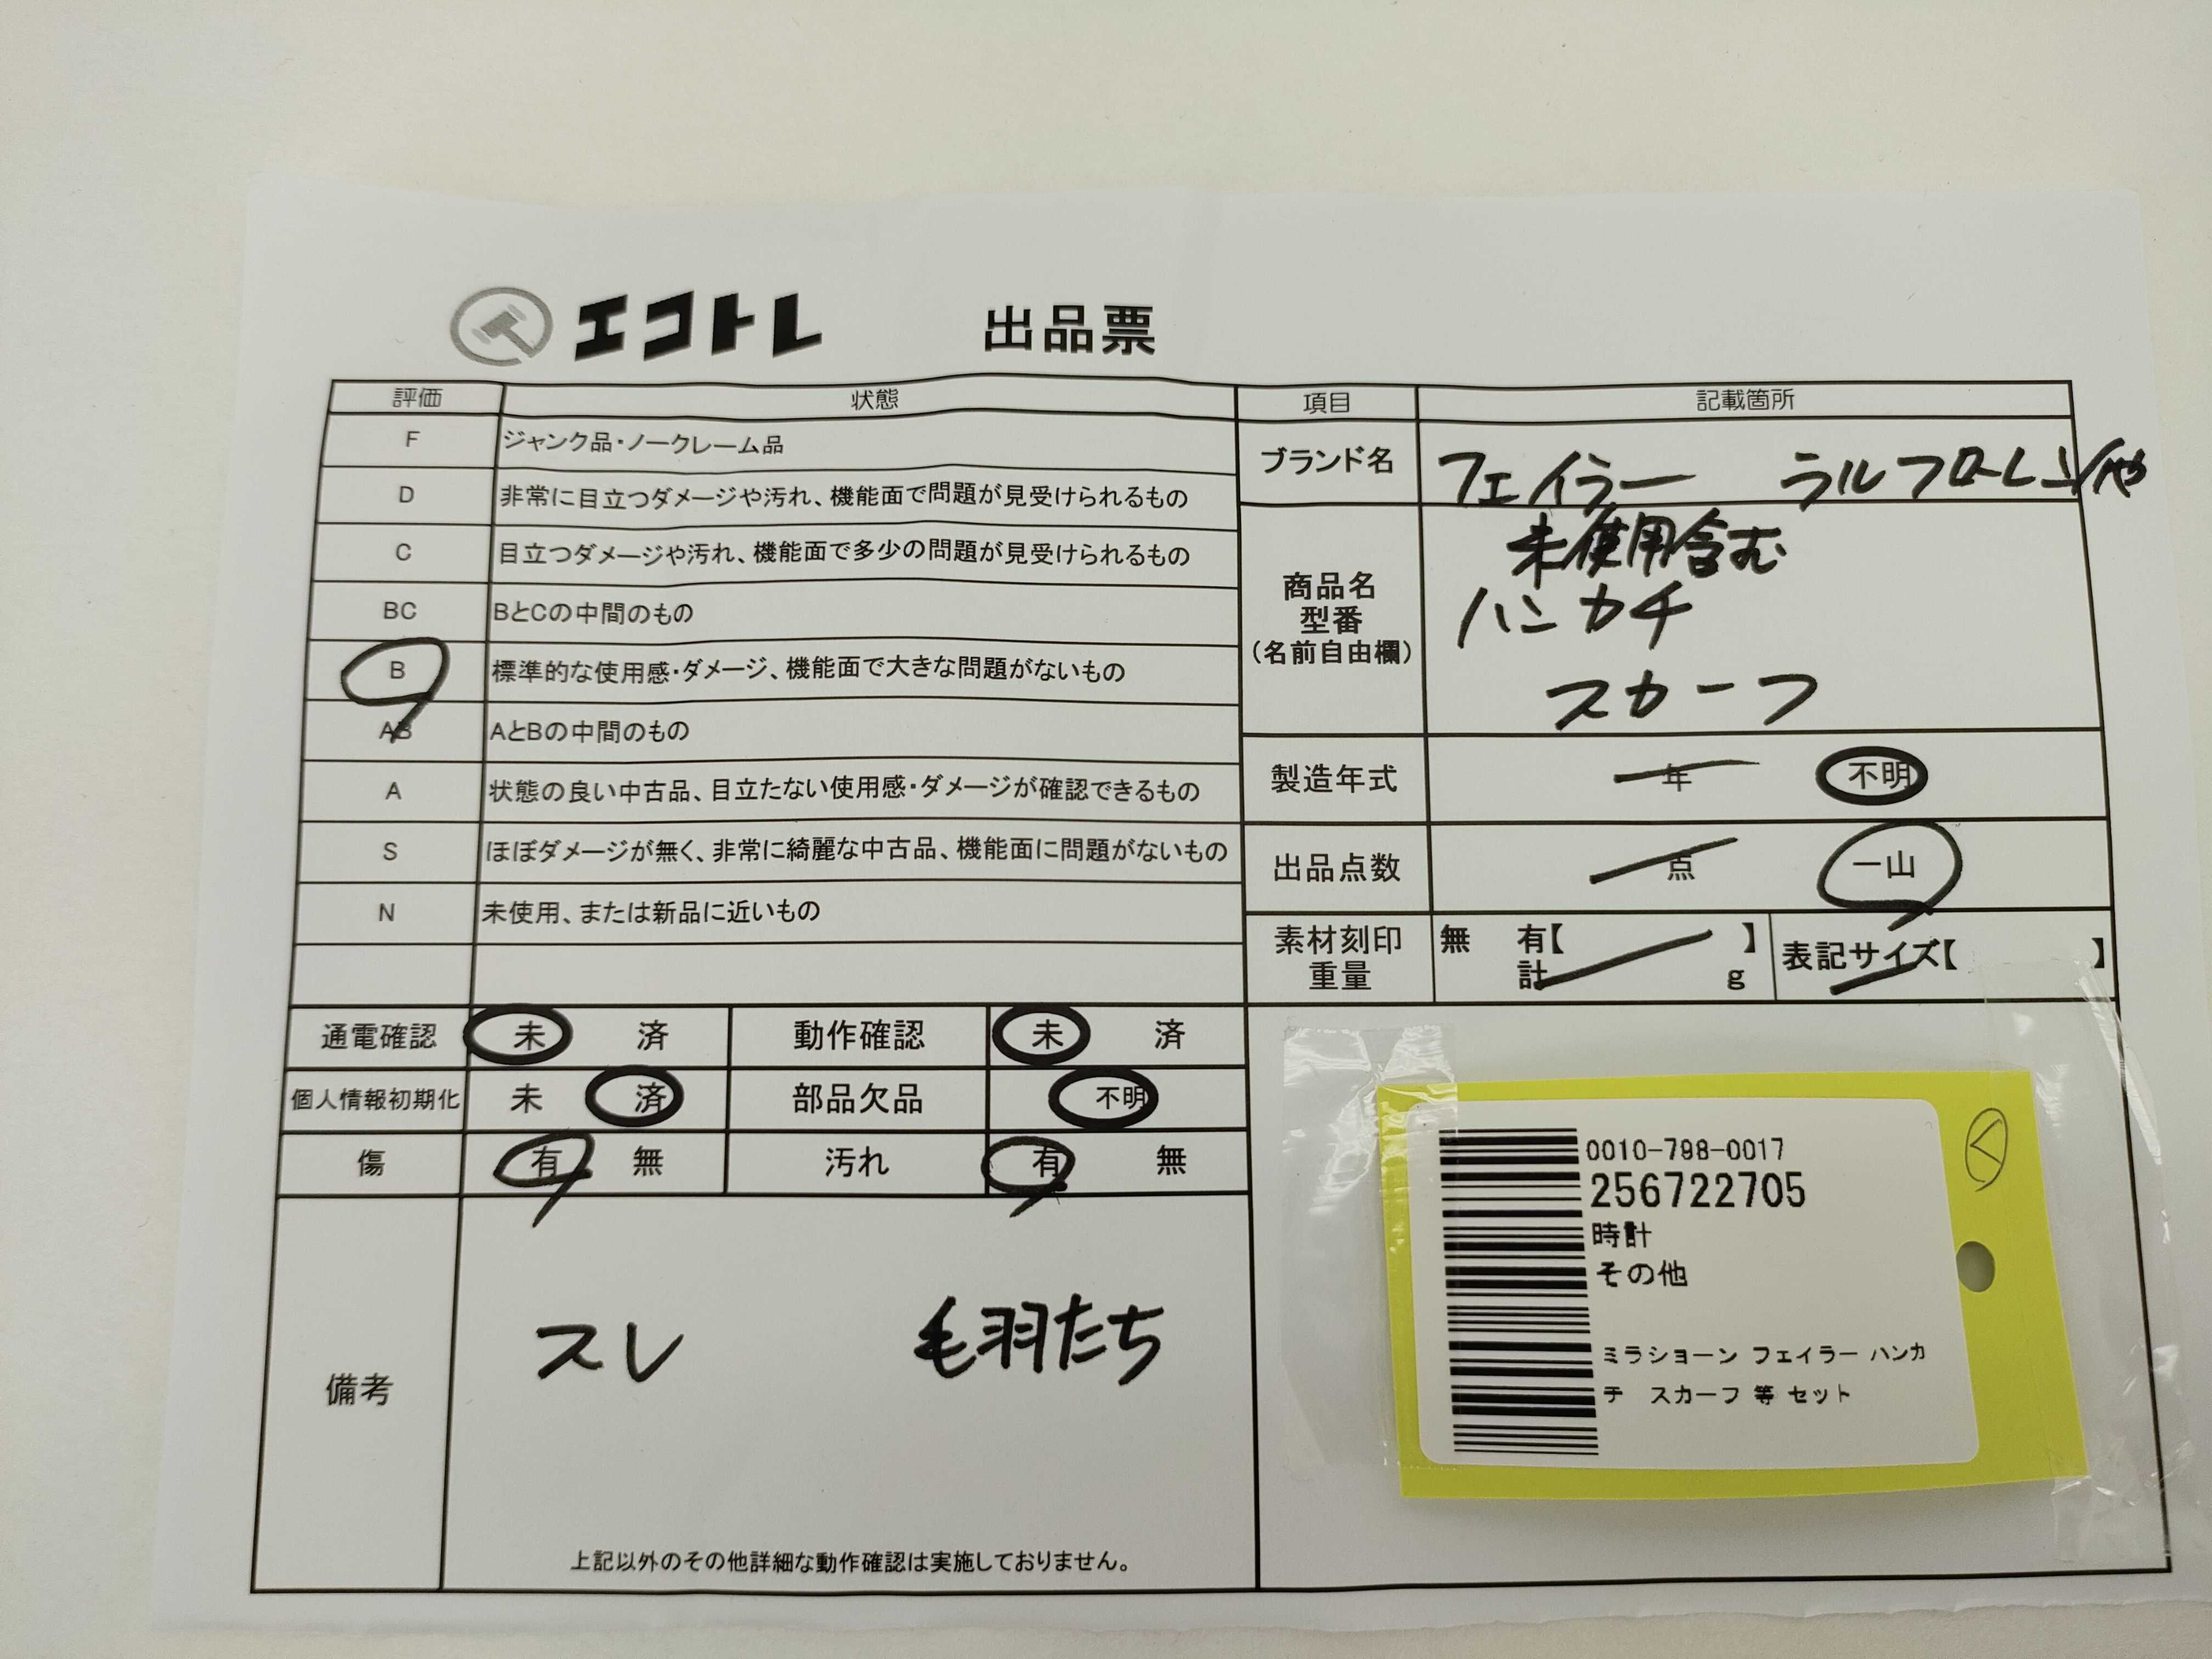 エコトレ 出品票
評価 状態
F ジャンク品・ノークレーム品
D 非常に目立つダメージや汚れ、機能面で問題が見受けられるもの
C 目立つダメージや汚れ、機能面で多少の問題が見受けられるもの
BC BとCの中間のもの
B 標準的な使用感・ダメージ、機能面で大きな問題がないもの
AB AとBの中間のもの
A 状態の良い中古品、目立たない使用感・ダメージが確認できるもの
S ほぼダメージが無く、非常に綺麗な中古品、機能面に問題がないもの
N 未使用、または新品に近いもの
項目 記載箇所
ブランド名 フェイラー ラルフローレン/他
商品名
型番
(名前自由欄)
未使用含む
ハンカチ
スカーフ
製造年式 年 不明
出品点数 点 一山
素材刻印 無 有【 】
重量 計 g
表記サイズ【 】
通電確認 未 済 動作確認 未 済
個人情報初期化 未 済 部品欠品 不明
傷 有 無 汚れ 有 無
備考
スレ 毛羽たち
上記以外のその他詳細な動作確認は実施しておりません。
0010-798-0017
256722705
時計
その他
ミラショーン フェイラー ハンカ
チ スカーフ 等 セット
く